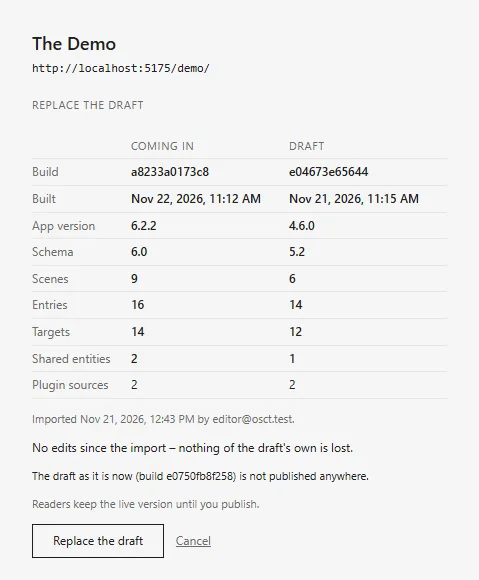 The Demo
http://localhost:5175/demo/
REPLACE THE DRAFT
COMING IN DRAFT
Build a8233a0173c8 e04673e65644
Built Nov 22, 2026, 11:12 AM Nov 21, 2026, 11:15 AM
App version 6.2.2 4.6.0
Schema 6.0 5.2
Scenes 9 6
Entries 16 14
Targets 14 12
Shared entities 2 1
Plugin sources 2 2
Imported Nov 21, 2026, 12:43 PM by editor@osct.test.
No edits since the import – nothing of the draft's own is lost.
The draft as it is now (build e0750fb8f258) is not published anywhere.
Readers keep the live version until you publish.
Replace the draft Cancel